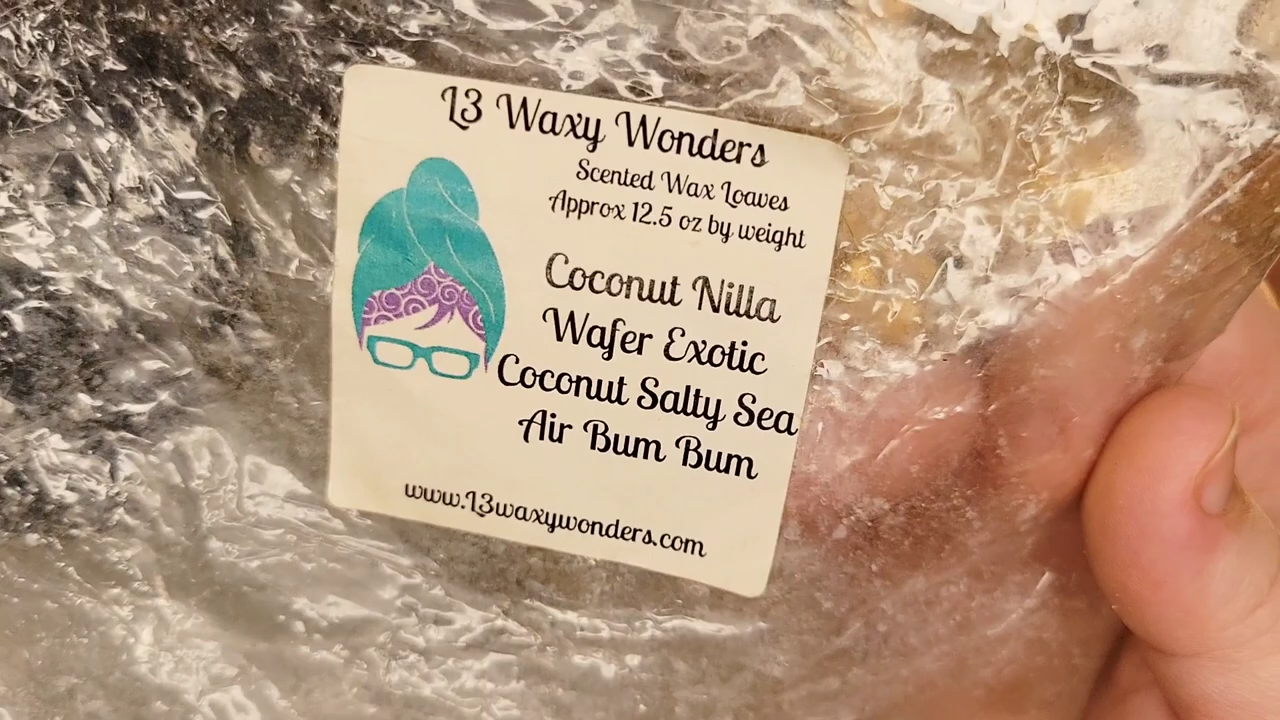 L3 Waxy Wonders
Scented Wax Loaves
Approx 12.5 oz by weight
Coconut Nilla
Wafer Exotic
Coconut Salty Sea
Air Bum Bum
www.L3waxywonders.com